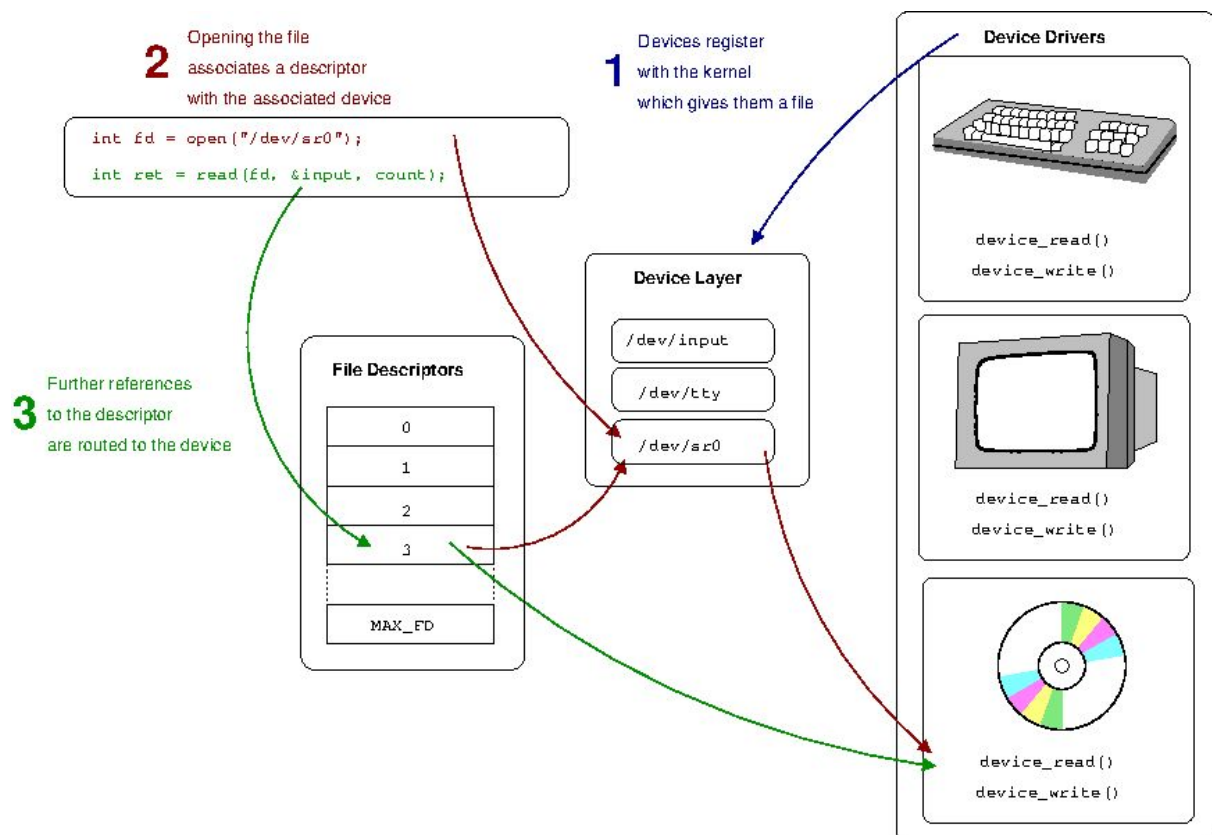 2
Opening the file
associates a descriptor
with the associated device
int fd = open("/dev/sr0");
int ret = read(fd, &input, count);
1
Devices register
with the kernel
which gives them a file
Device Drivers
device_read()
device_write()
device_read()
device_write()
device_read()
device_write()
Device Layer
/dev/input
/dev/tty
/dev/sr0
3
Further references
to the descriptor
are routed to the device
File Descriptors
0
1
2
3
MAX_FD